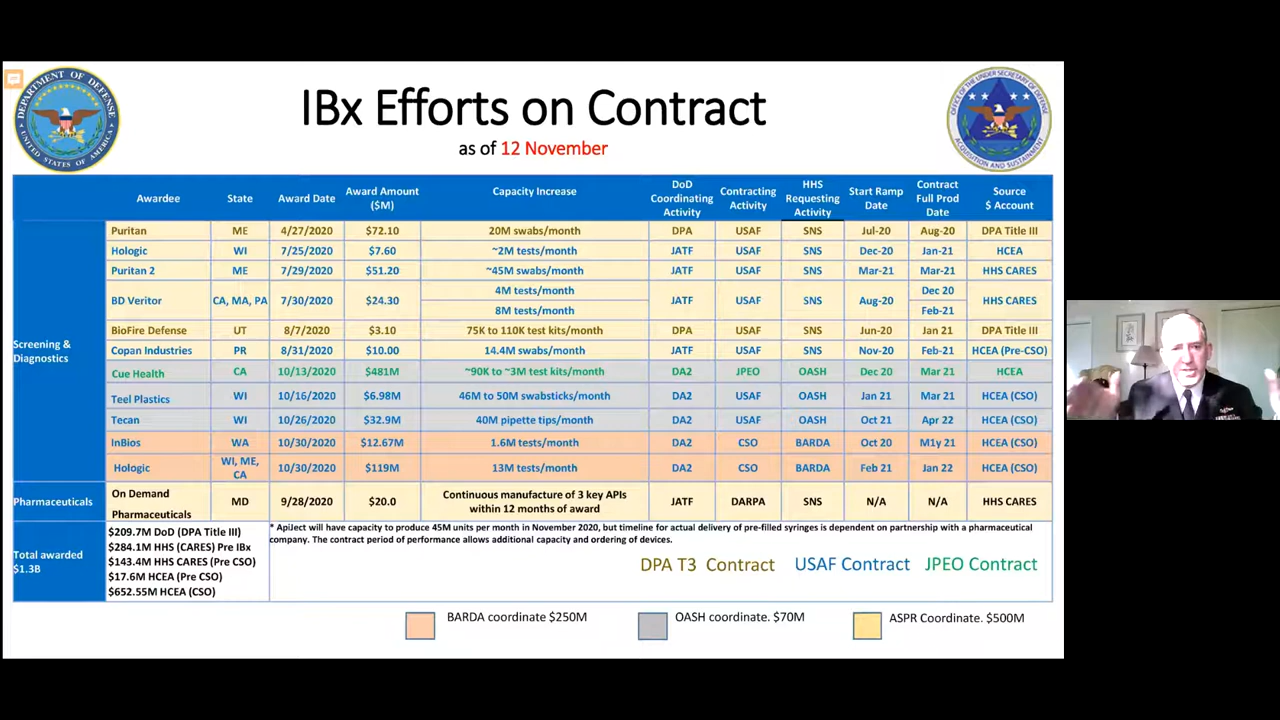 DEPARTMENT OF DEFENSE
UNITED STATES OF AMERICA
IBx Efforts on Contract
as of 12 November
OFFICE OF THE UNDER SECRETARY OF DEFENSE
ACQUISITION AND SUSTAINMENT
Awardee State Award Date Award Amount ($M) Capacity Increase DoD Coordinating Activity Contracting Activity HHS Requesting Activity Start Ramp Date Contract Full Prod Date Source $ Account
Screening & Diagnostics
Puritan ME 4/27/2020 $72.10 20M swabs/month DPA USAF SNS Jul-20 Aug-20 DPA Title III
Hologic WI 7/25/2020 $7.60 ~2M tests/month JATF USAF SNS Dec-20 Jan-21 HCEA
Puritan 2 ME 7/29/2020 $51.20 ~45M swabs/month JATF USAF SNS Mar-21 Mar-21 HHS CARES
BD Veritor CA, MA, PA 7/30/2020 $24.30 4M tests/month 8M tests/month JATF USAF SNS Aug-20 Dec 20 Feb-21 HHS CARES
BioFire Defense UT 8/7/2020 $3.10 75K to 110K test kits/month DPA USAF SNS Jun-20 Jan 21 DPA Title III
Copan Industries PR 8/31/2020 $10.00 14.4M swabs/month JATF USAF SNS Nov-20 Feb-21 HCEA (Pre-CSO)
Cue Health CA 10/13/2020 $481M ~90K to ~3M test kits/month DA2 JPEO OASH Dec 20 Mar 21 HCEA
Teel Plastics WI 10/16/2020 $6.98M 46M to 50M swabsticks/month DA2 USAF OASH Jan 21 Mar 21 HCEA (CSO)
Tecan WI 10/26/2020 $32.9M 40M pipette tips/month DA2 USAF OASH Oct 21 Apr 22 HCEA (CSO)
InBios WA 10/30/2020 $12.67M 1.6M tests/month DA2 CSO BARDA Oct 20 M1y 21 HCEA (CSO)
Hologic WI, ME, CA 10/30/2020 $119M 13M tests/month DA2 CSO BARDA Feb 21 Jan 22 HCEA (CSO)
Pharmaceuticals On Demand Pharmaceuticals MD 9/28/2020 $20.0 Continuous manufacture of 3 key APIs within 12 months of award JATF DARPA SNS N/A N/A HHS CARES
Total awarded $1.3B
$209.7M DoD (DPA Title III)
$284.1M HHS (CARES) Pre IBx
$143.4M HHS CARES (Pre CSO)
$17.6M HCEA (Pre CSO)
$652.55M HCEA (CSO)
* ApiJect will have capacity to produce 45M units per month in November 2020, but timeline for actual delivery of pre-filled syringes is dependent on partnership with a pharmaceutical
company. The contract period of performance allows additional capacity and ordering of devices.
DPA T3 Contract USAF Contract JPEO Contract
BARDA coordinate $250M OASH coordinate. $70M ASPR Coordinate. $500M